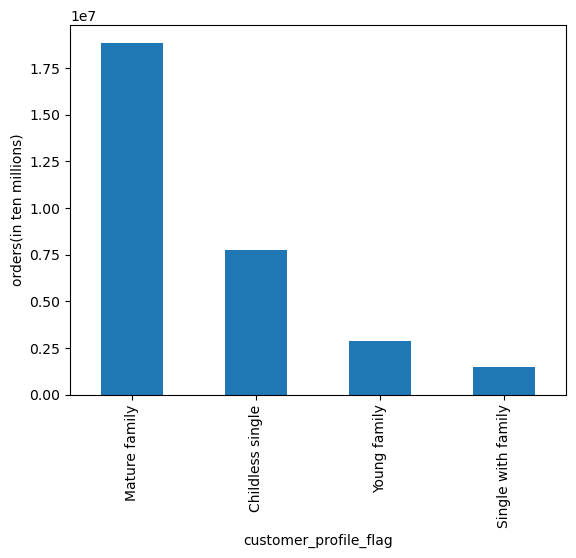 1e7
1.75
1.50
1.25
1.00
0.75
0.50
0.25
0.00
orders(in ten millions)
Mature family
Childless single
Young family
Single with family
customer_profile_flag